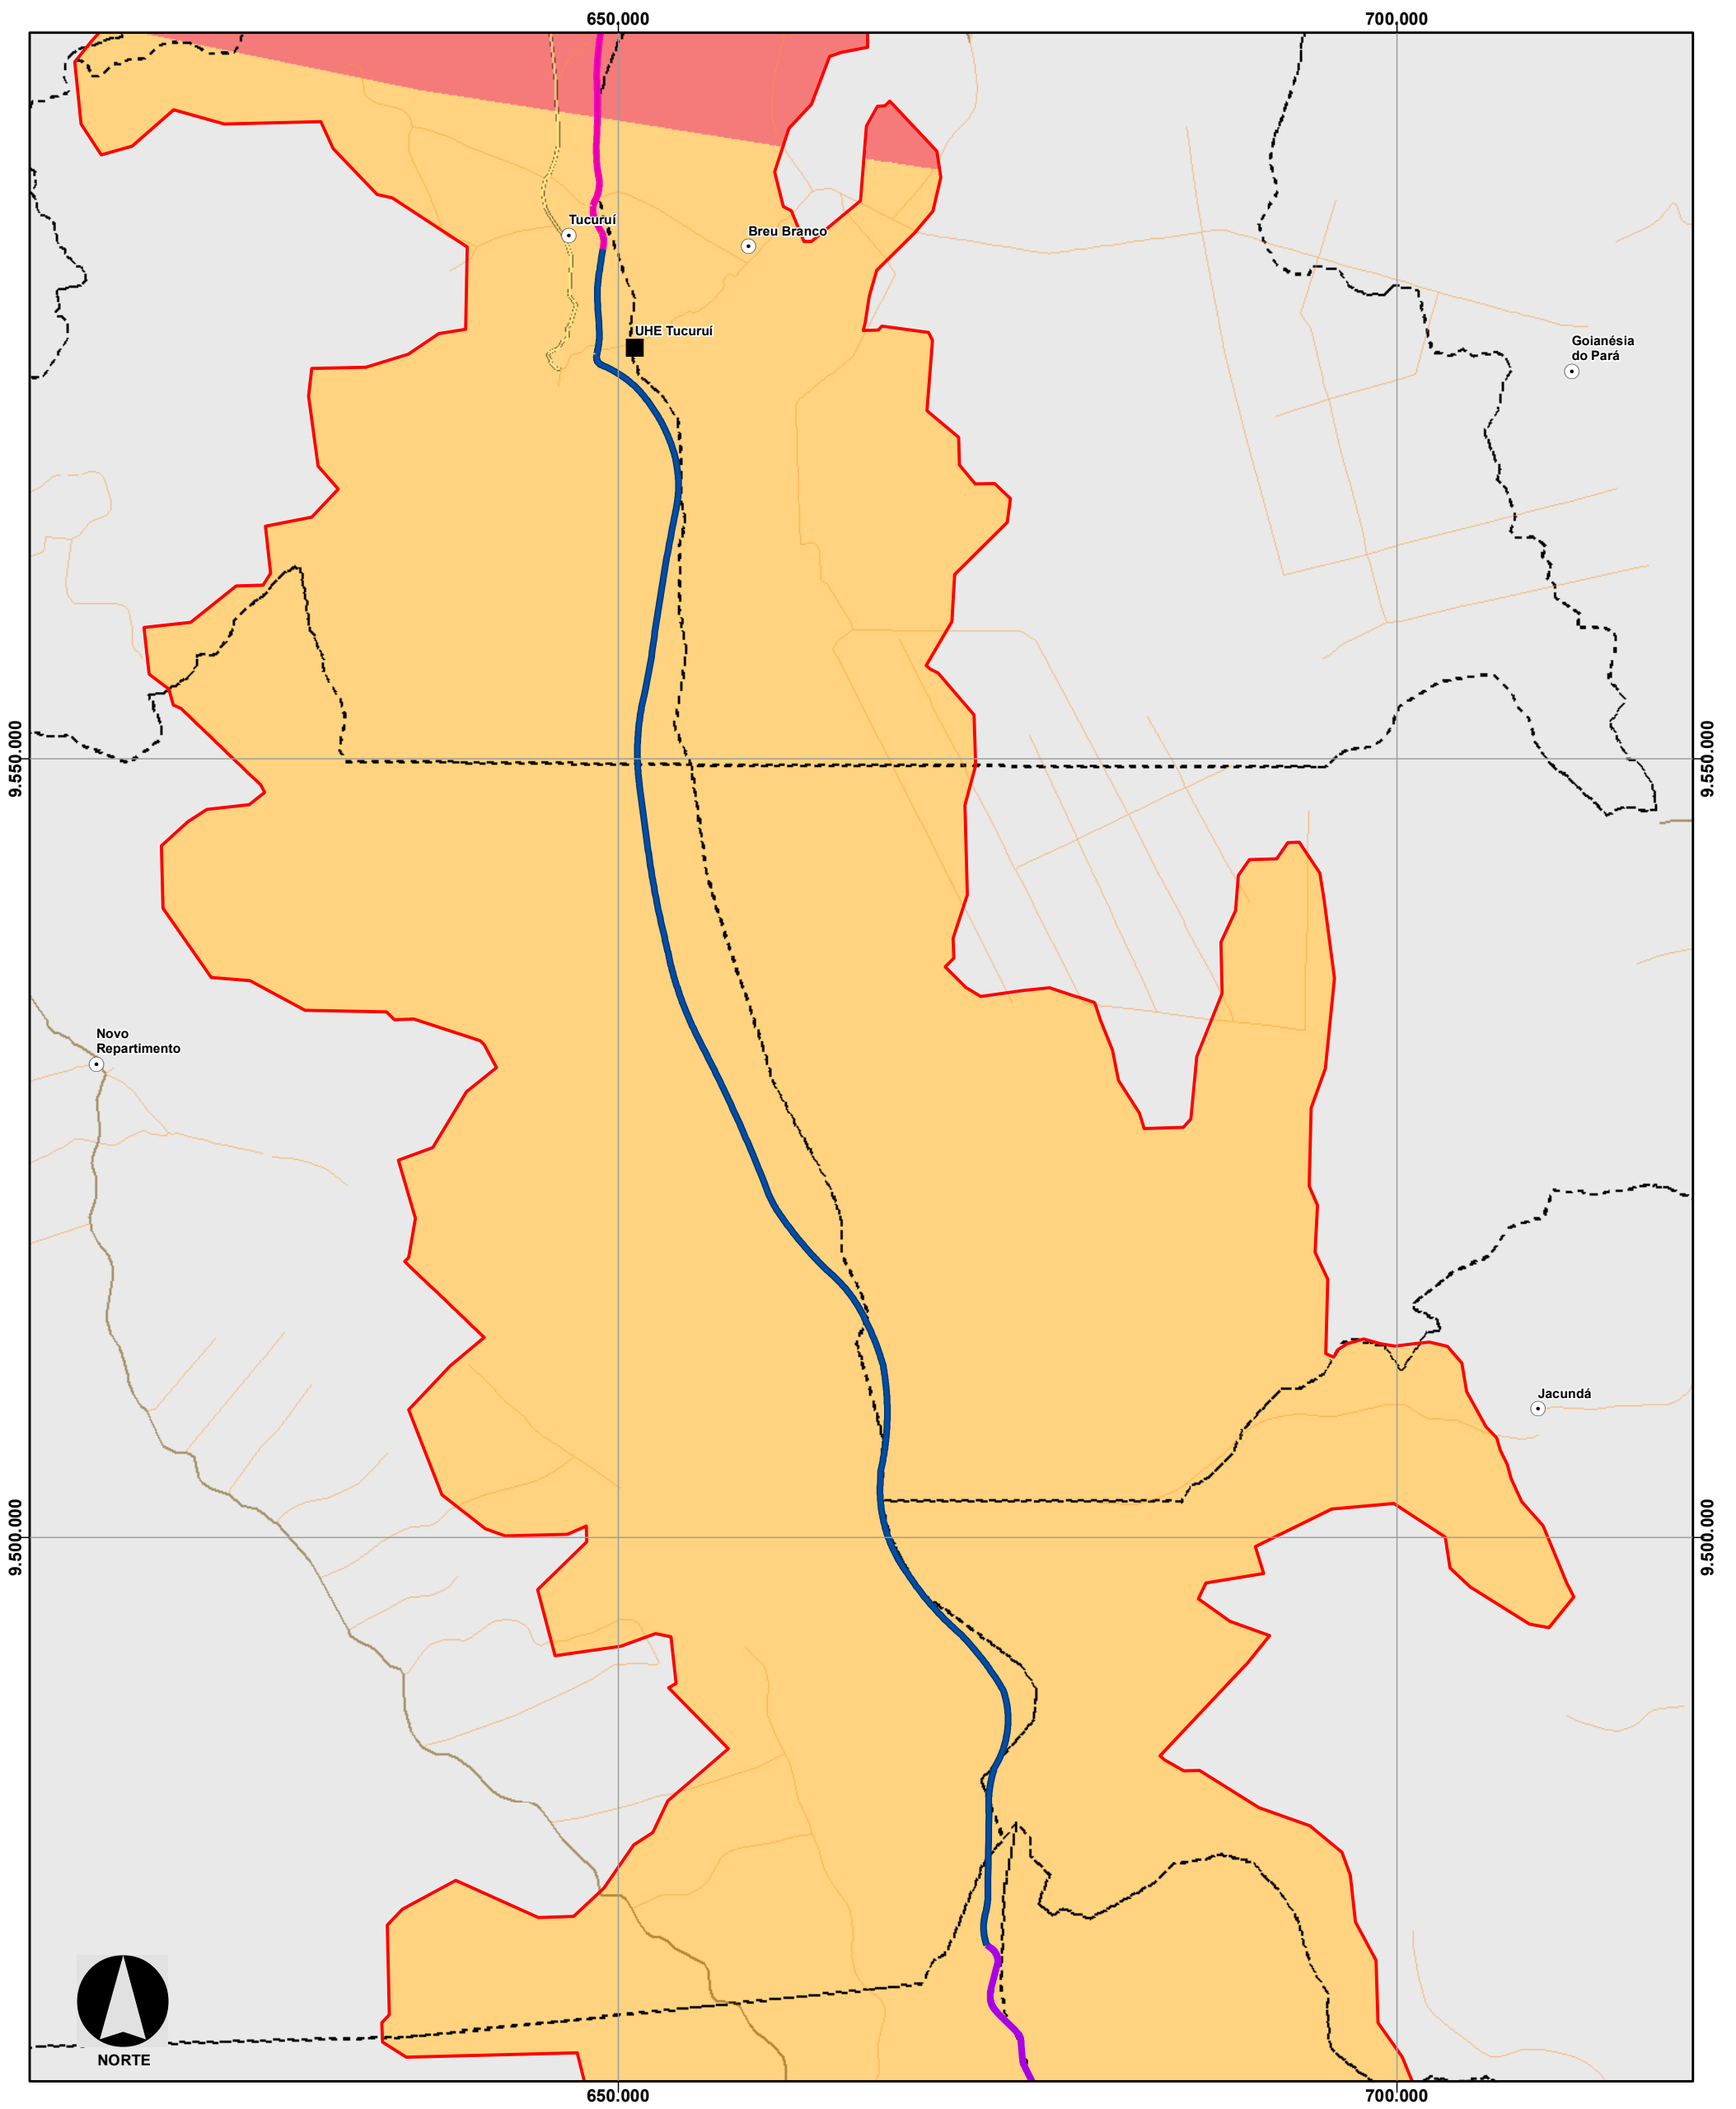 650.000
700.000
Tucuruí
Breu Branco
UHE Tucuruí
Goianésia
do Pará
9.550.000
9.550.000
Novo
Repartimento
Jacundá
9.500.000
9.500.000
NORTE
650.000
700.000